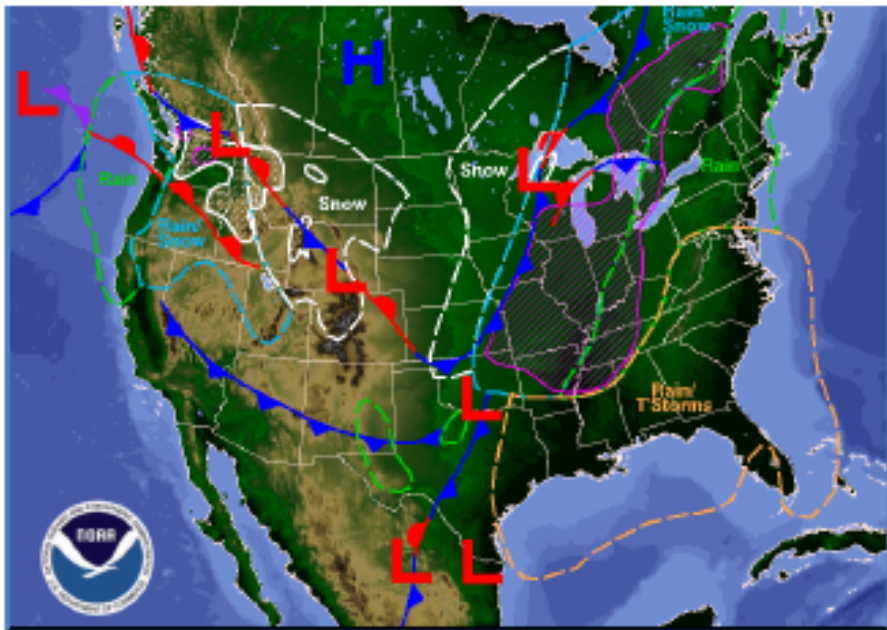 Rain/
Snow
H
L
L
Rain
Snow
L
Snow
Rain
Rain/
Snow
L
L
Rain/
T'Storms
NOAA
L
L